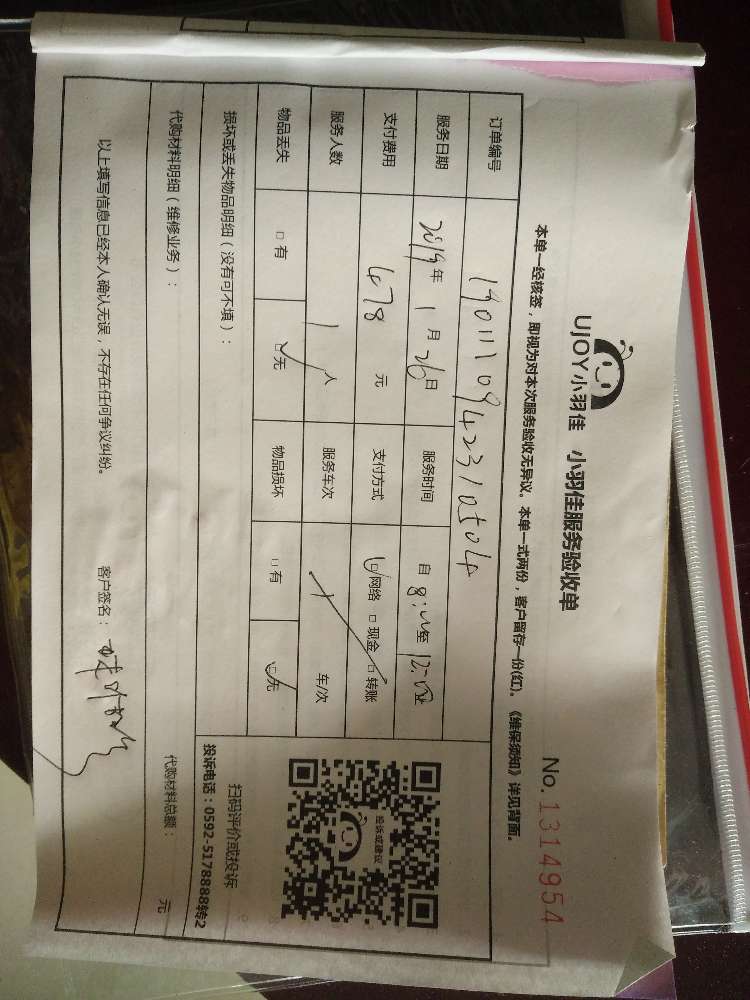 UJOY小羽佳 小羽佳服务验收单
No.1314954
本单一经核签，即视为对本次服务验收无异议。本单一式两份，客户留存一份(红)。《维保须知》详见背面。
订单编号 1901110942310504
服务日期 2019年 1月 26日 服务时间 自 8: 至 12:00
支付费用 478 元 支付方式 ☑网络 □现金 □转账
服务人数 1人 服务车次 车/次
物品丢失 □有 ☑无 物品损坏 □有 ☑无
损坏或丢失物品明细（没有可不填）：
投诉或建议
扫码评价或投诉
投诉电话：0592-5178888转2
代购材料明细（维修业务）：
代购材料总额： 元
以上填写信息已经本人确认无误，不存在任何争议纠纷。 客户签名：